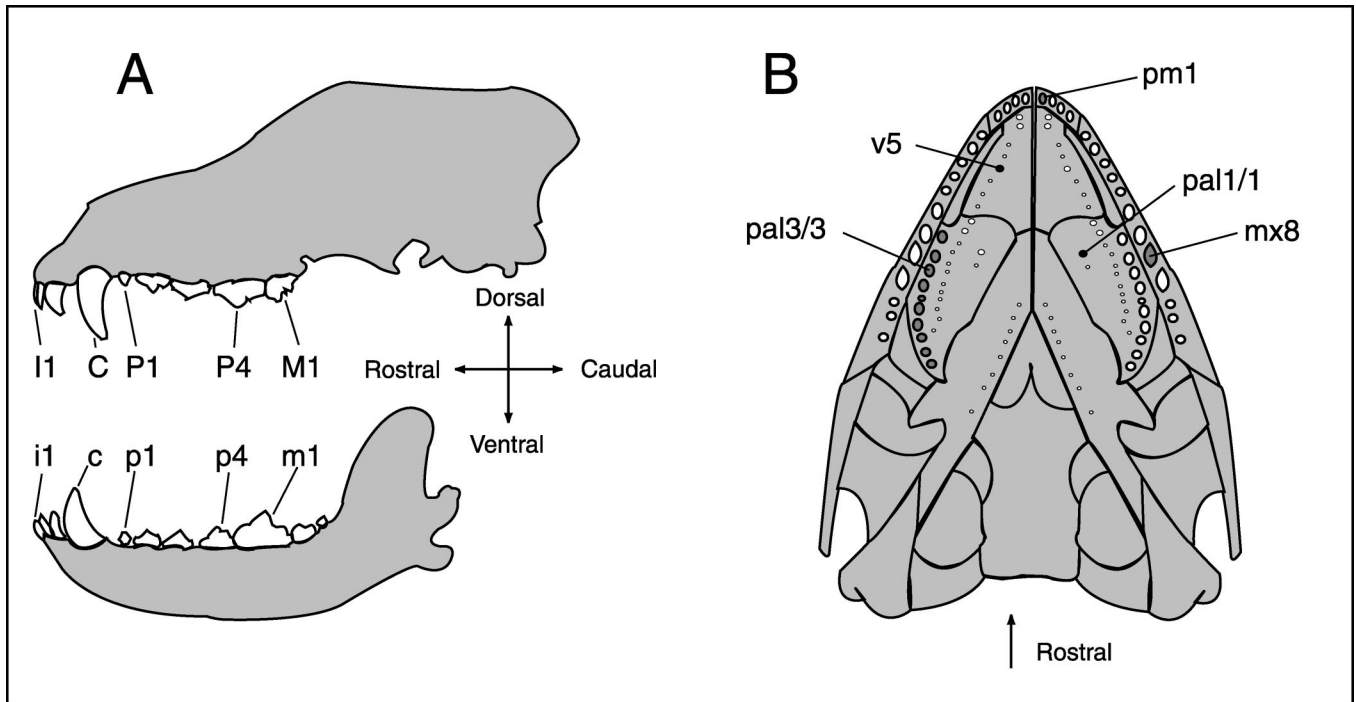 A
I1 C P1 P4 M1
Dorsal
Rostral Caudal
Ventral
i1 c p1 p4 m1
B
pm1
v5
pal1/1
pal3/3
mx8
Rostral